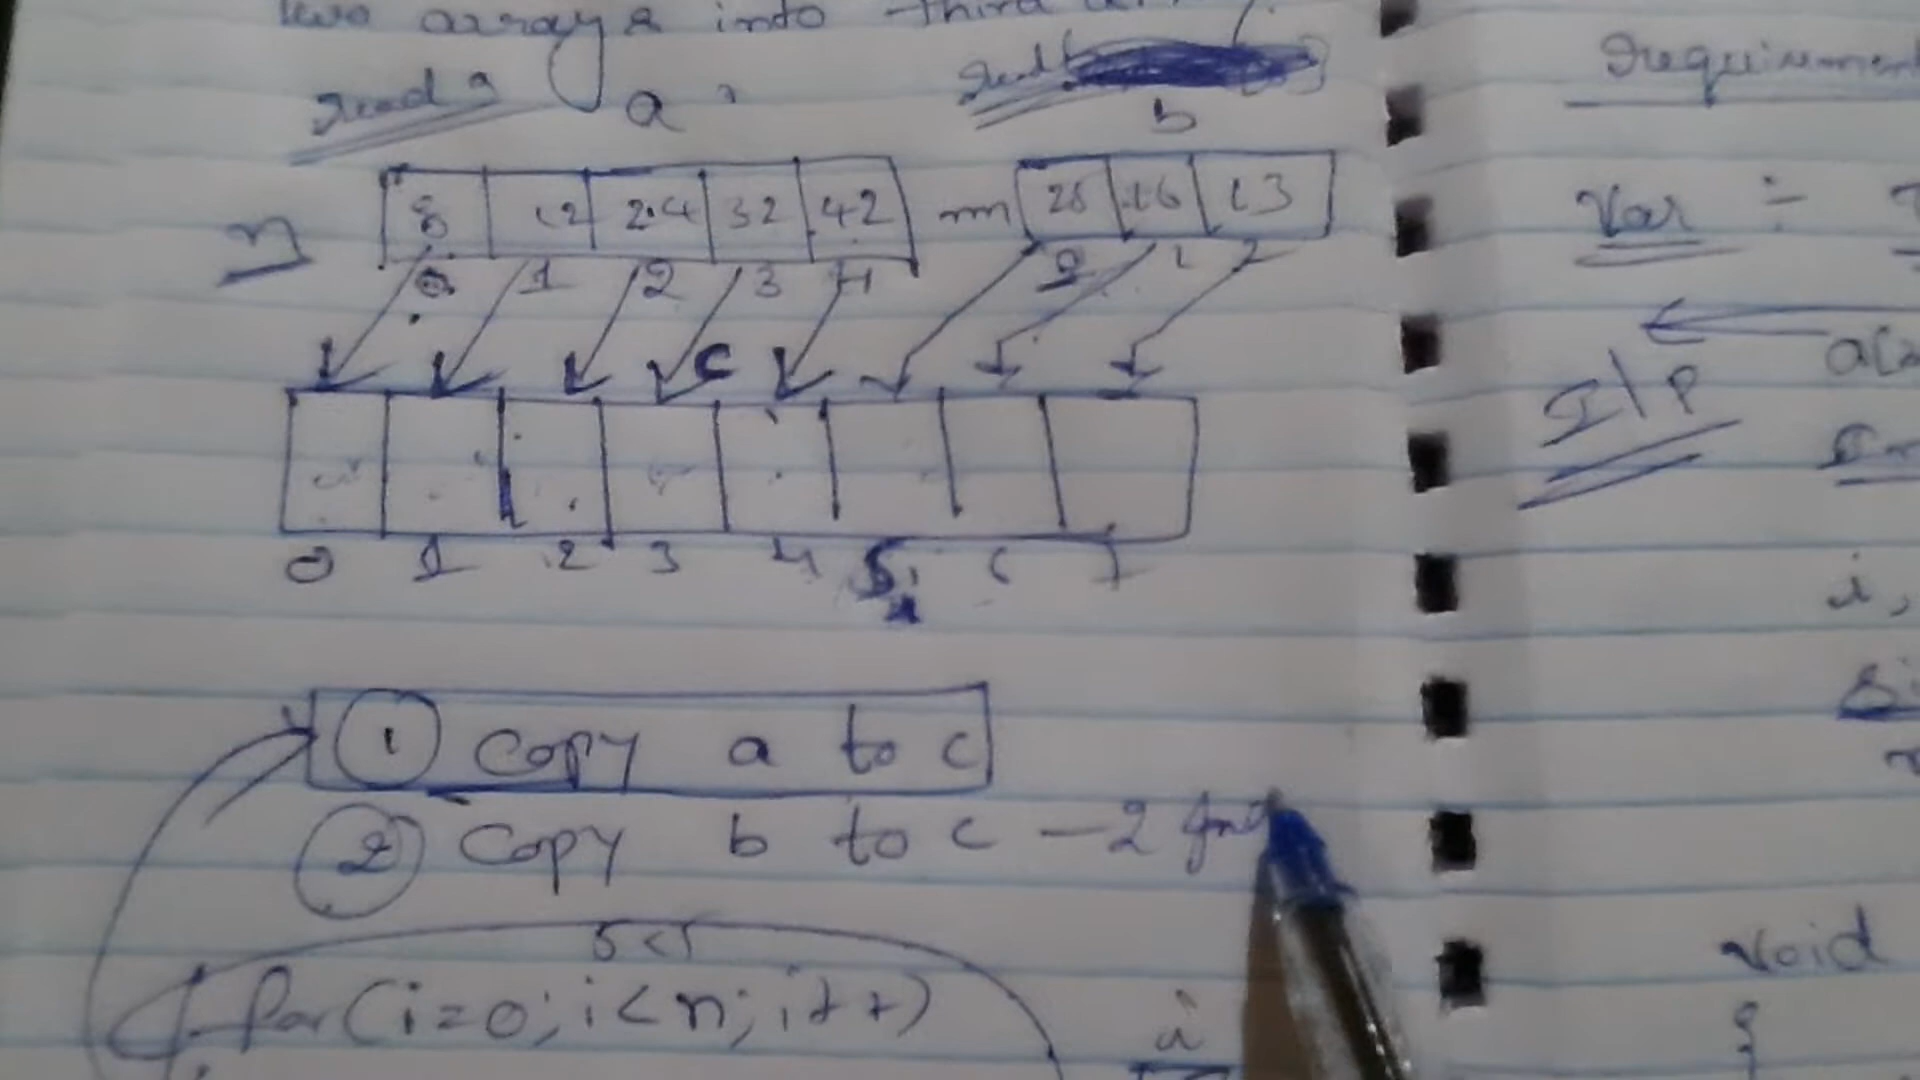 two arrays into third
read a
a
b
n 8 12 24 32 42 m 25 16 13
0 1 2 3 4 0 1 2
c
0 1 2 3 4 5 6 7
1 Copy a to c
2 Copy b to c – 2
5<5
for(i=0; i<n; i++)
i
requirement
Var ÷
I/P
i,
void
{